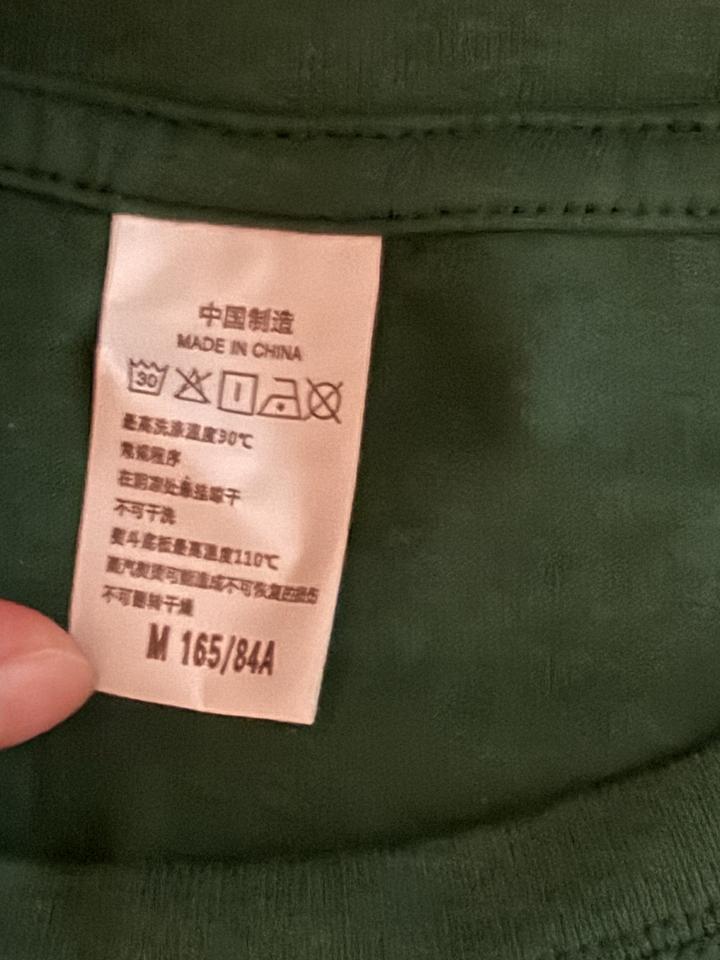 中国制造
MADE IN CHINA
30
最高洗涤温度30℃
常规程序
在阴凉处悬挂晾干
不可干洗
熨斗底板最高温度110℃
蒸汽熨烫可能造成不可恢复的损伤
不可翻转干燥
M 165/84A